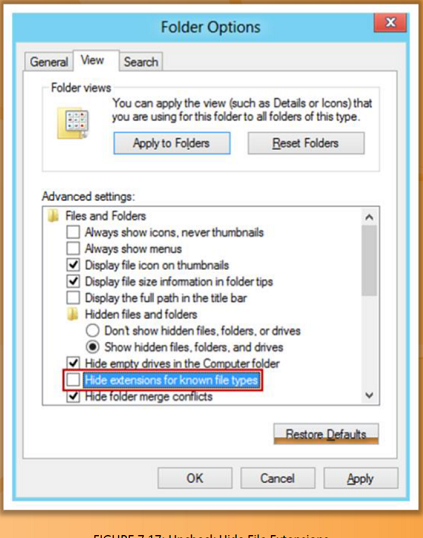 Folder Options
x
General View Search
Folder views
You can apply the view (such as Details or Icons) that
you are using for this folder to all folders of this type.
Apply to Folders Reset Folders
Advanced settings:
Files and Folders
Always show icons, never thumbnails
Always show menus
Display file icon on thumbnails
Display file size information in folder tips
Display the full path in the title bar
Hidden files and folders
Don't show hidden files, folders, or drives
Show hidden files, folders, and drives
Hide empty drives in the Computer folder
Hide extensions for known file types
Hide folder merge conflicts
Restore Defaults
OK Cancel Apply
FIGURE 7.17: Uncheck Hide File Extensions